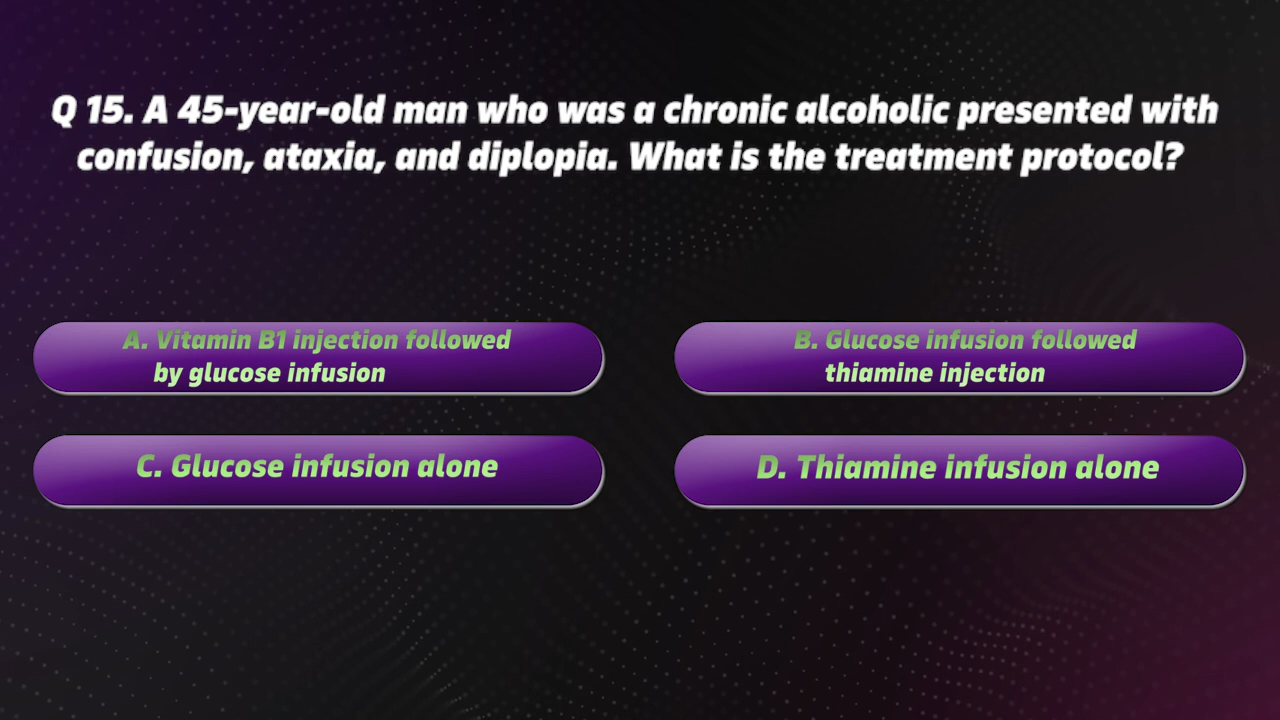 Q 15. A 45-year-old man who was a chronic alcoholic presented with
confusion, ataxia, and diplopia. What is the treatment protocol?
A. Vitamin B1 injection followed
by glucose infusion
B. Glucose infusion followed
thiamine injection
C. Glucose infusion alone
D. Thiamine infusion alone